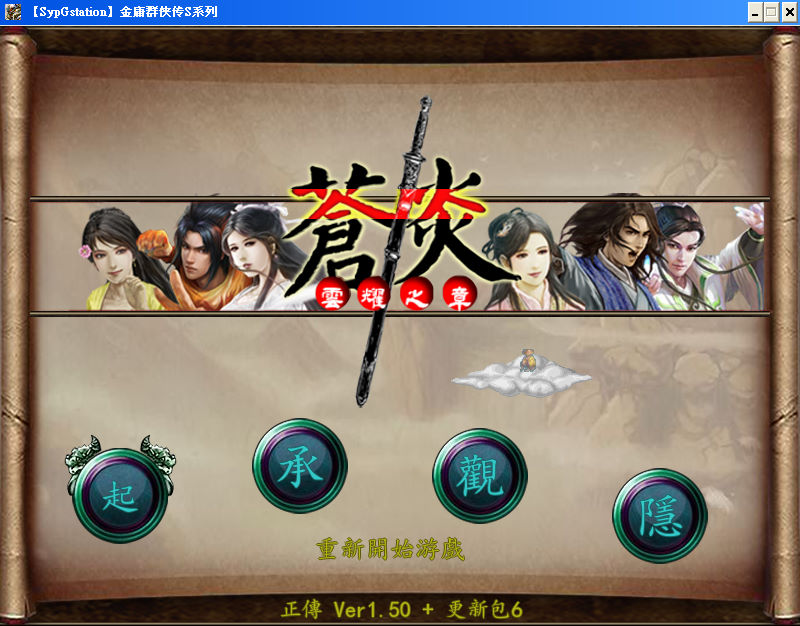 【SypGstation】金庸群侠传S系列
蒼炎
雲耀之章
起
承
觀
隱
重新開始游戲
正傳 Ver1.50 + 更新包6